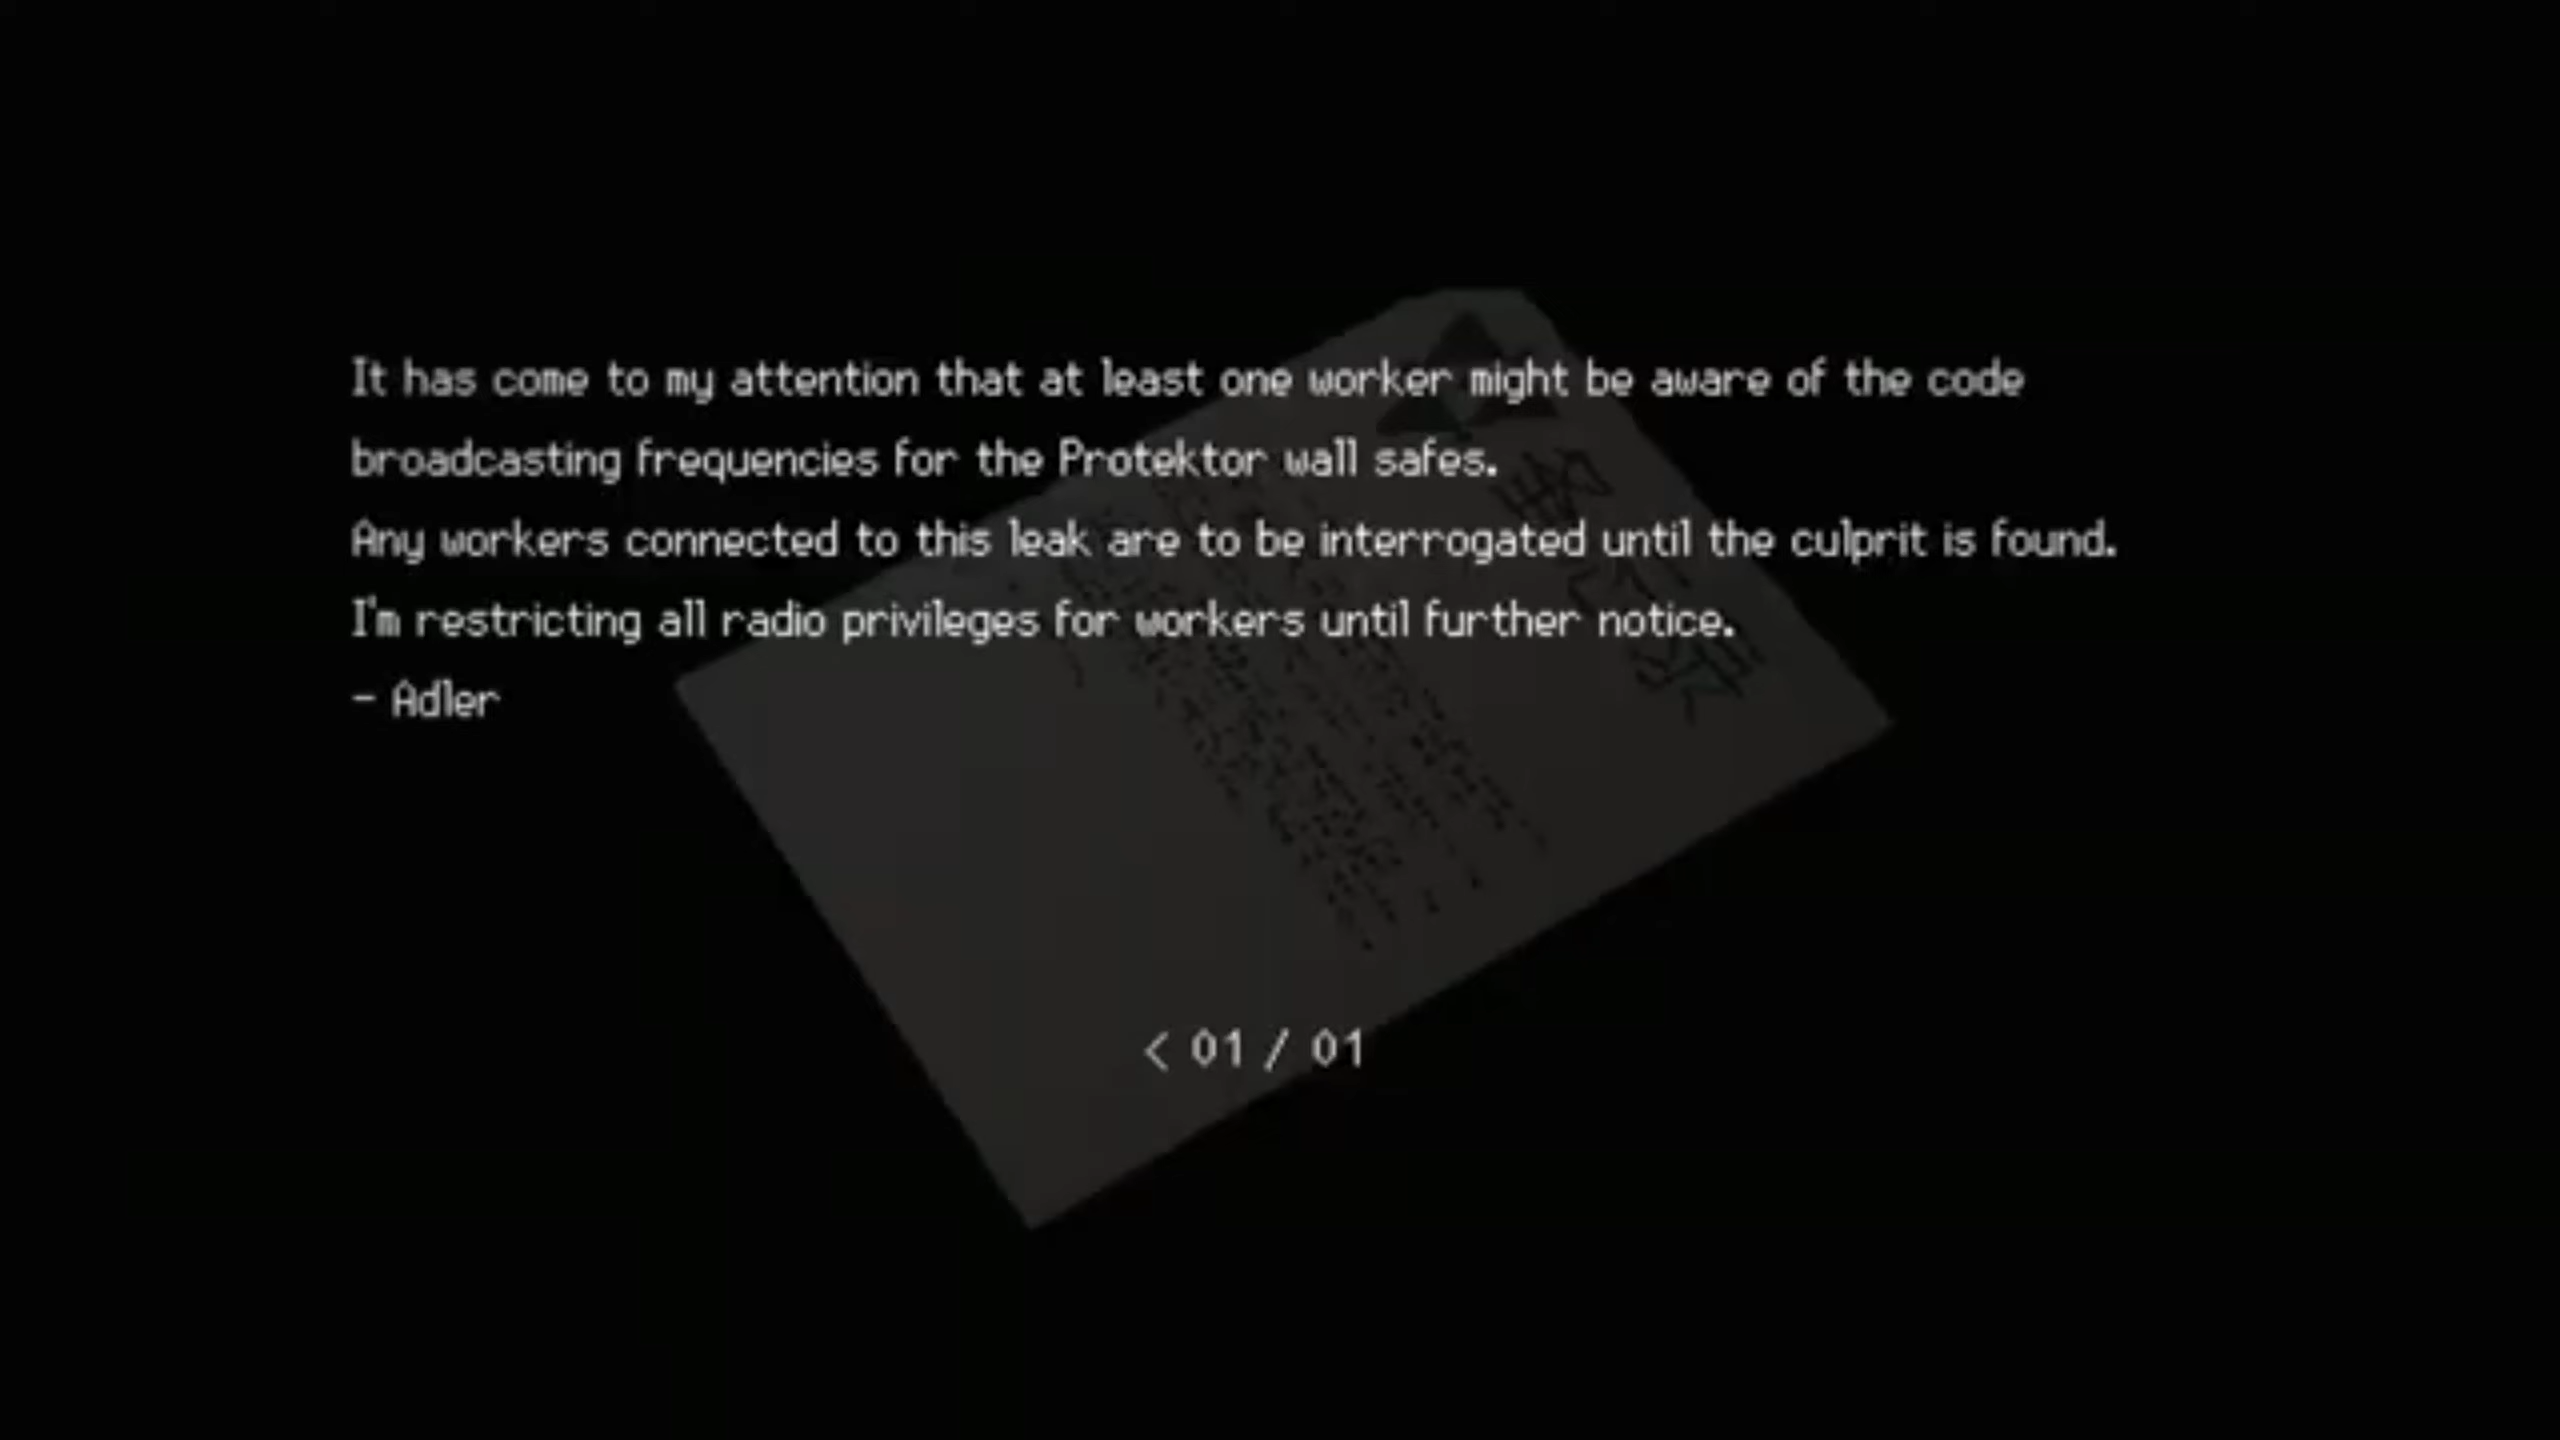 It has come to my attention that at least one worker might be aware of the code
broadcasting frequencies for the Protektor wall safes.
Any workers connected to this leak are to be interrogated until the culprit is found.
I'm restricting all radio privileges for workers until further notice.
- Adler
< 01 / 01